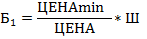 Б₁ = ЦЕНАmin / ЦЕНА * Ш